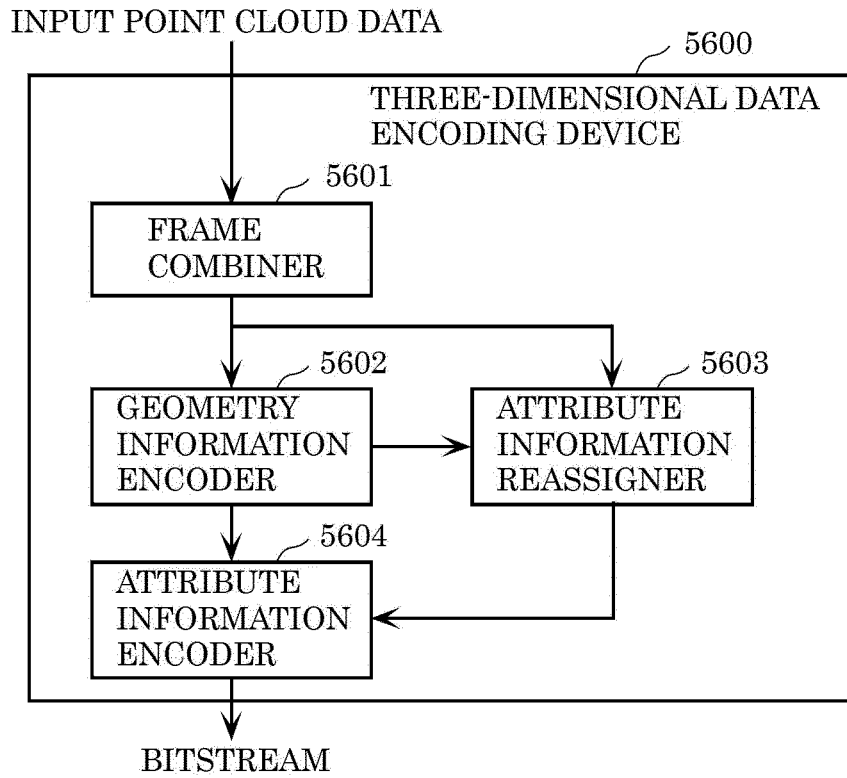 INPUT POINT CLOUD DATA
5600
THREE-DIMENSIONAL DATA
ENCODING DEVICE
5601
FRAME
COMBINER
5602
GEOMETRY
INFORMATION
ENCODER
5603
ATTRIBUTE
INFORMATION
REASSIGNER
5604
ATTRIBUTE
INFORMATION
ENCODER
BITSTREAM